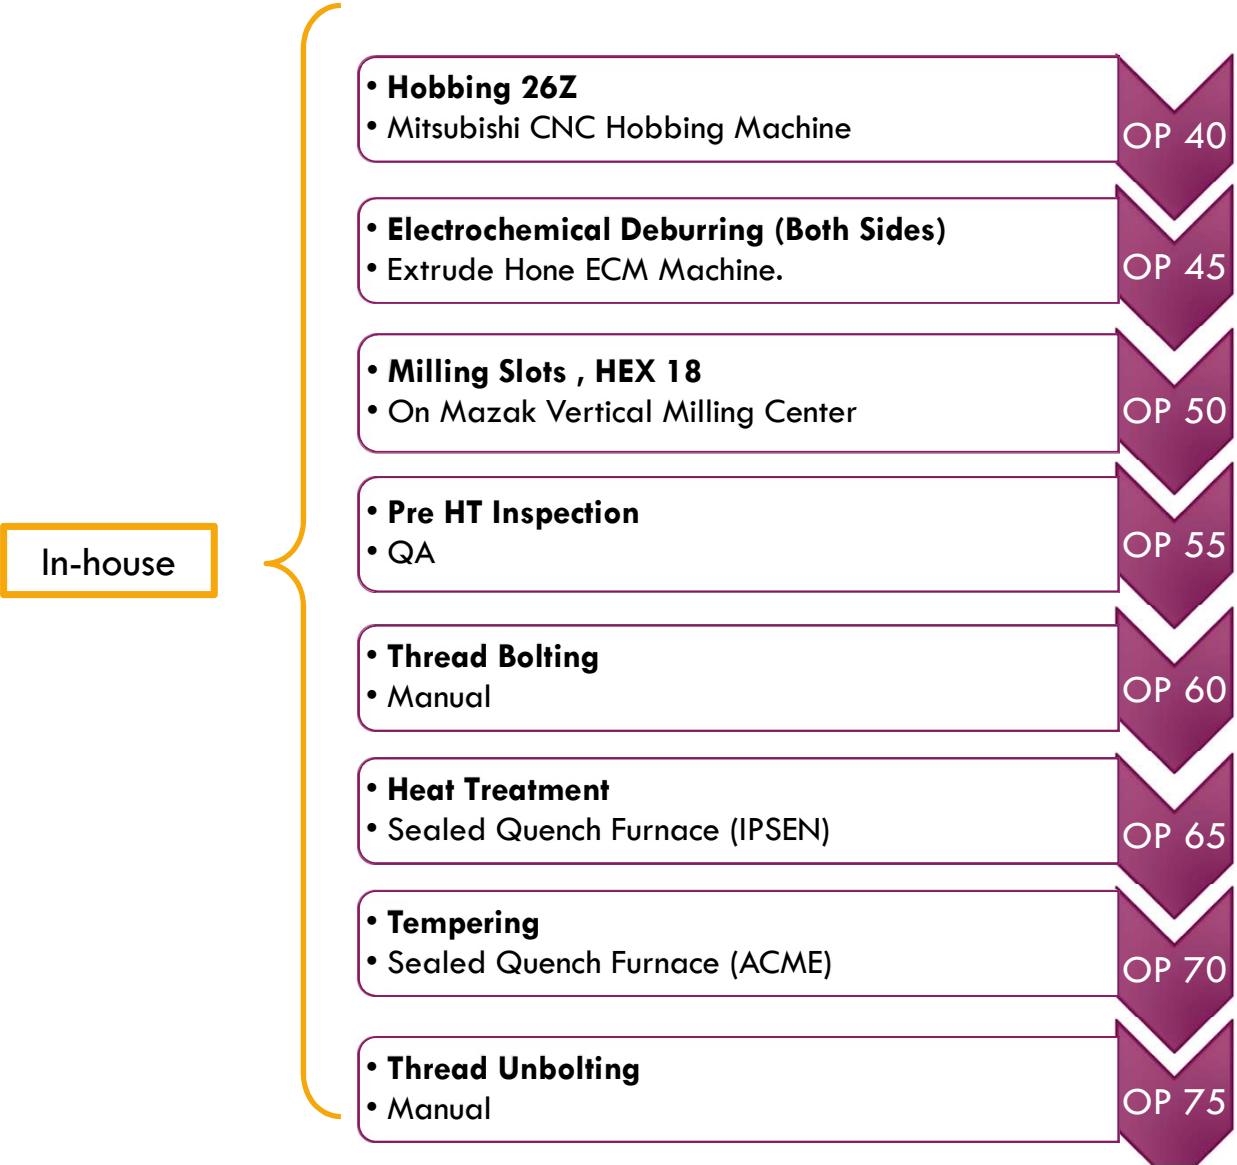 • Hobbing 26Z
• Mitsubishi CNC Hobbing Machine
OP 40
• Electrochemical Deburring (Both Sides)
• Extrude Hone ECM Machine.
OP 45
• Milling Slots , HEX 18
• On Mazak Vertical Milling Center
OP 50
• Pre HT Inspection
• QA
OP 55
In-house
• Thread Bolting
• Manual
OP 60
• Heat Treatment
• Sealed Quench Furnace (IPSEN)
OP 65
• Tempering
• Sealed Quench Furnace (ACME)
OP 70
• Thread Unbolting
• Manual
OP 75